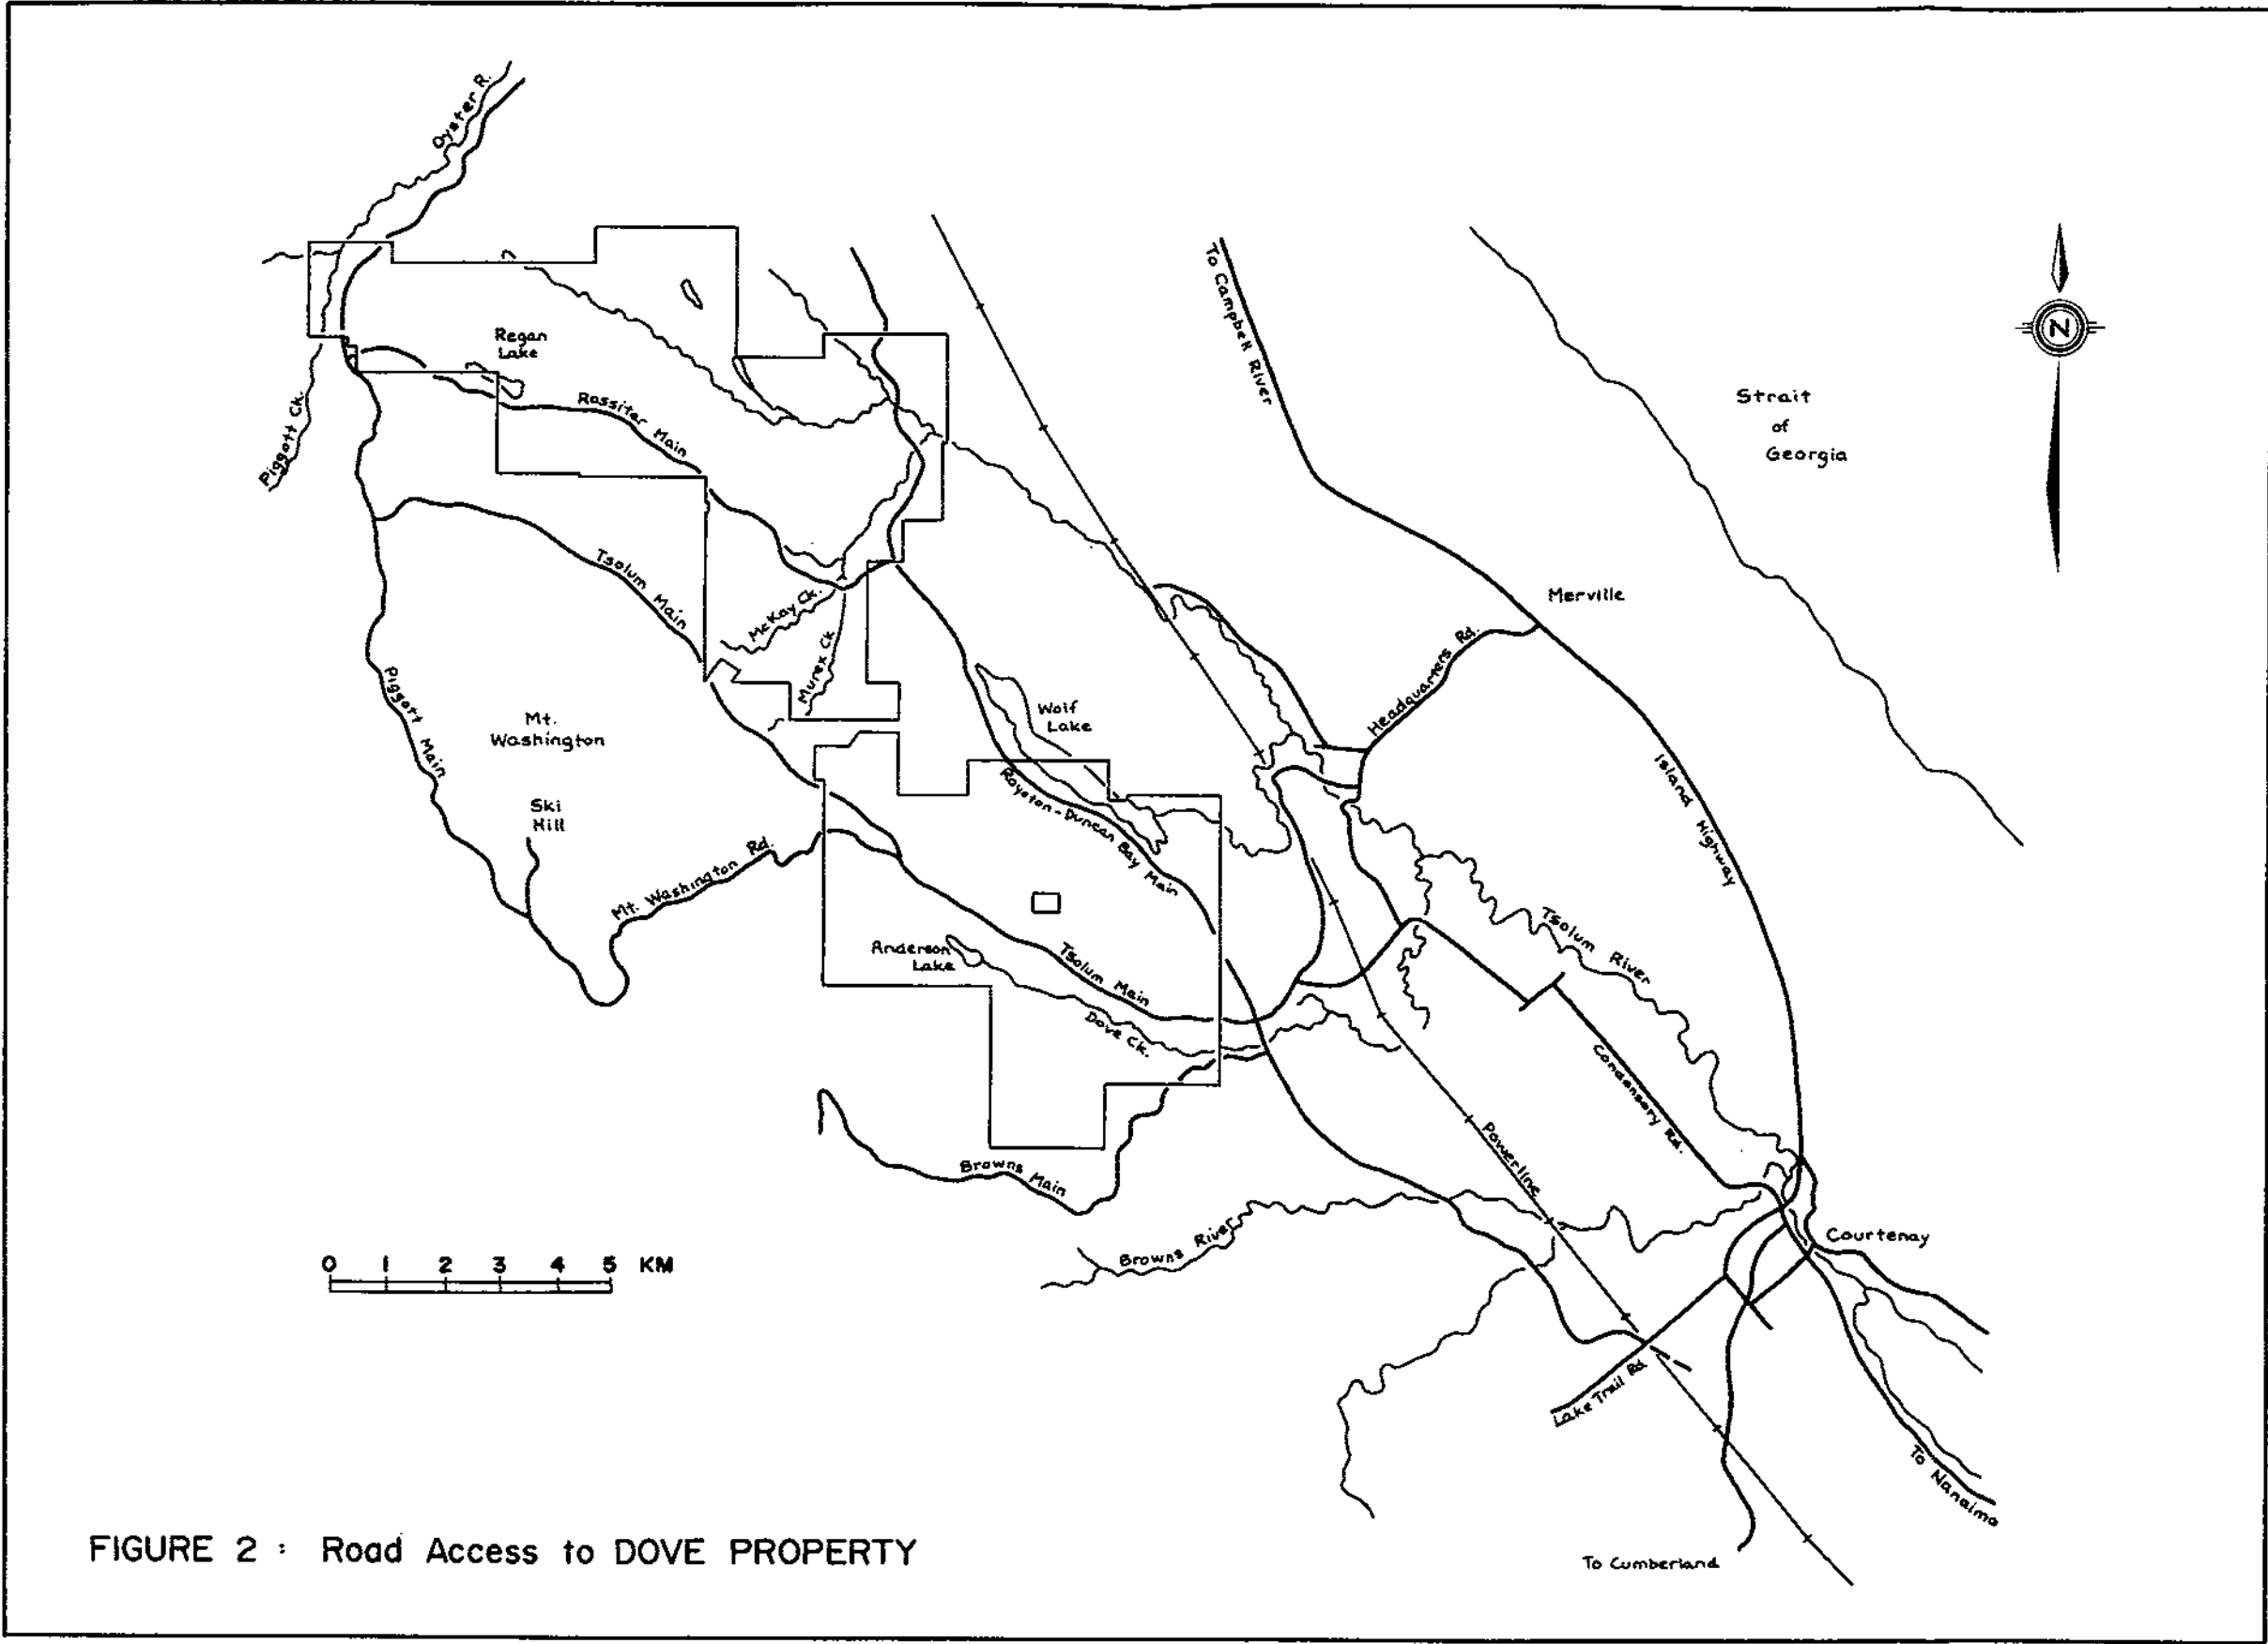 Oyster R.
Regan
Lake
Rossiter Main
Piggott Ck.
To Campbell River
Strait
of
Georgia
N
Tsolum Main
McKay Ck.
Murex Ck
Merville
Headquarters Rd.
Piggott Main
Mt.
Washington
Wolf
Lake
Island Highway
Ski
Hill
Royston-Duncan Bay Main
Mt. Washington Rd.
Anderson
Lake
Tsolum Main
Tsolum River
Dove Ck.
Condensory Rd.
Powerline
Browns Main
Browns River
Courtenay
0 1 2 3 4 5 KM
Lake Trail Rd
To Nanaimo
To Cumberland
FIGURE 2 : Road Access to DOVE PROPERTY